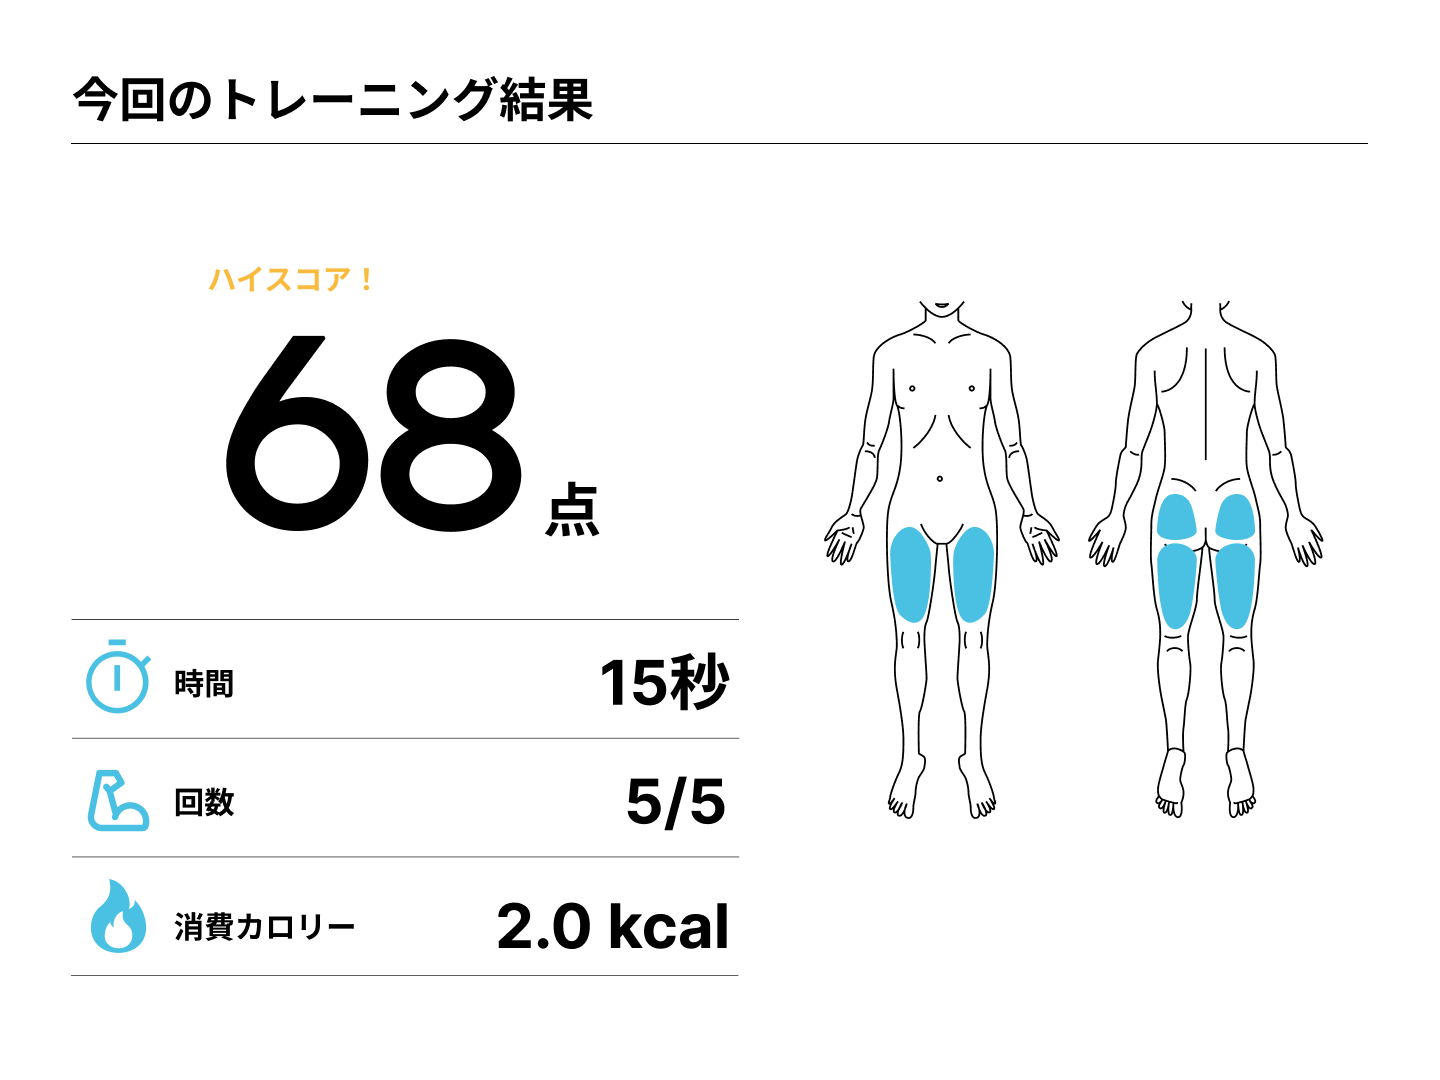 今回のトレーニング結果
ハイスコア！
68点
時間 15秒
回数 5/5
消費カロリー 2.0 kcal